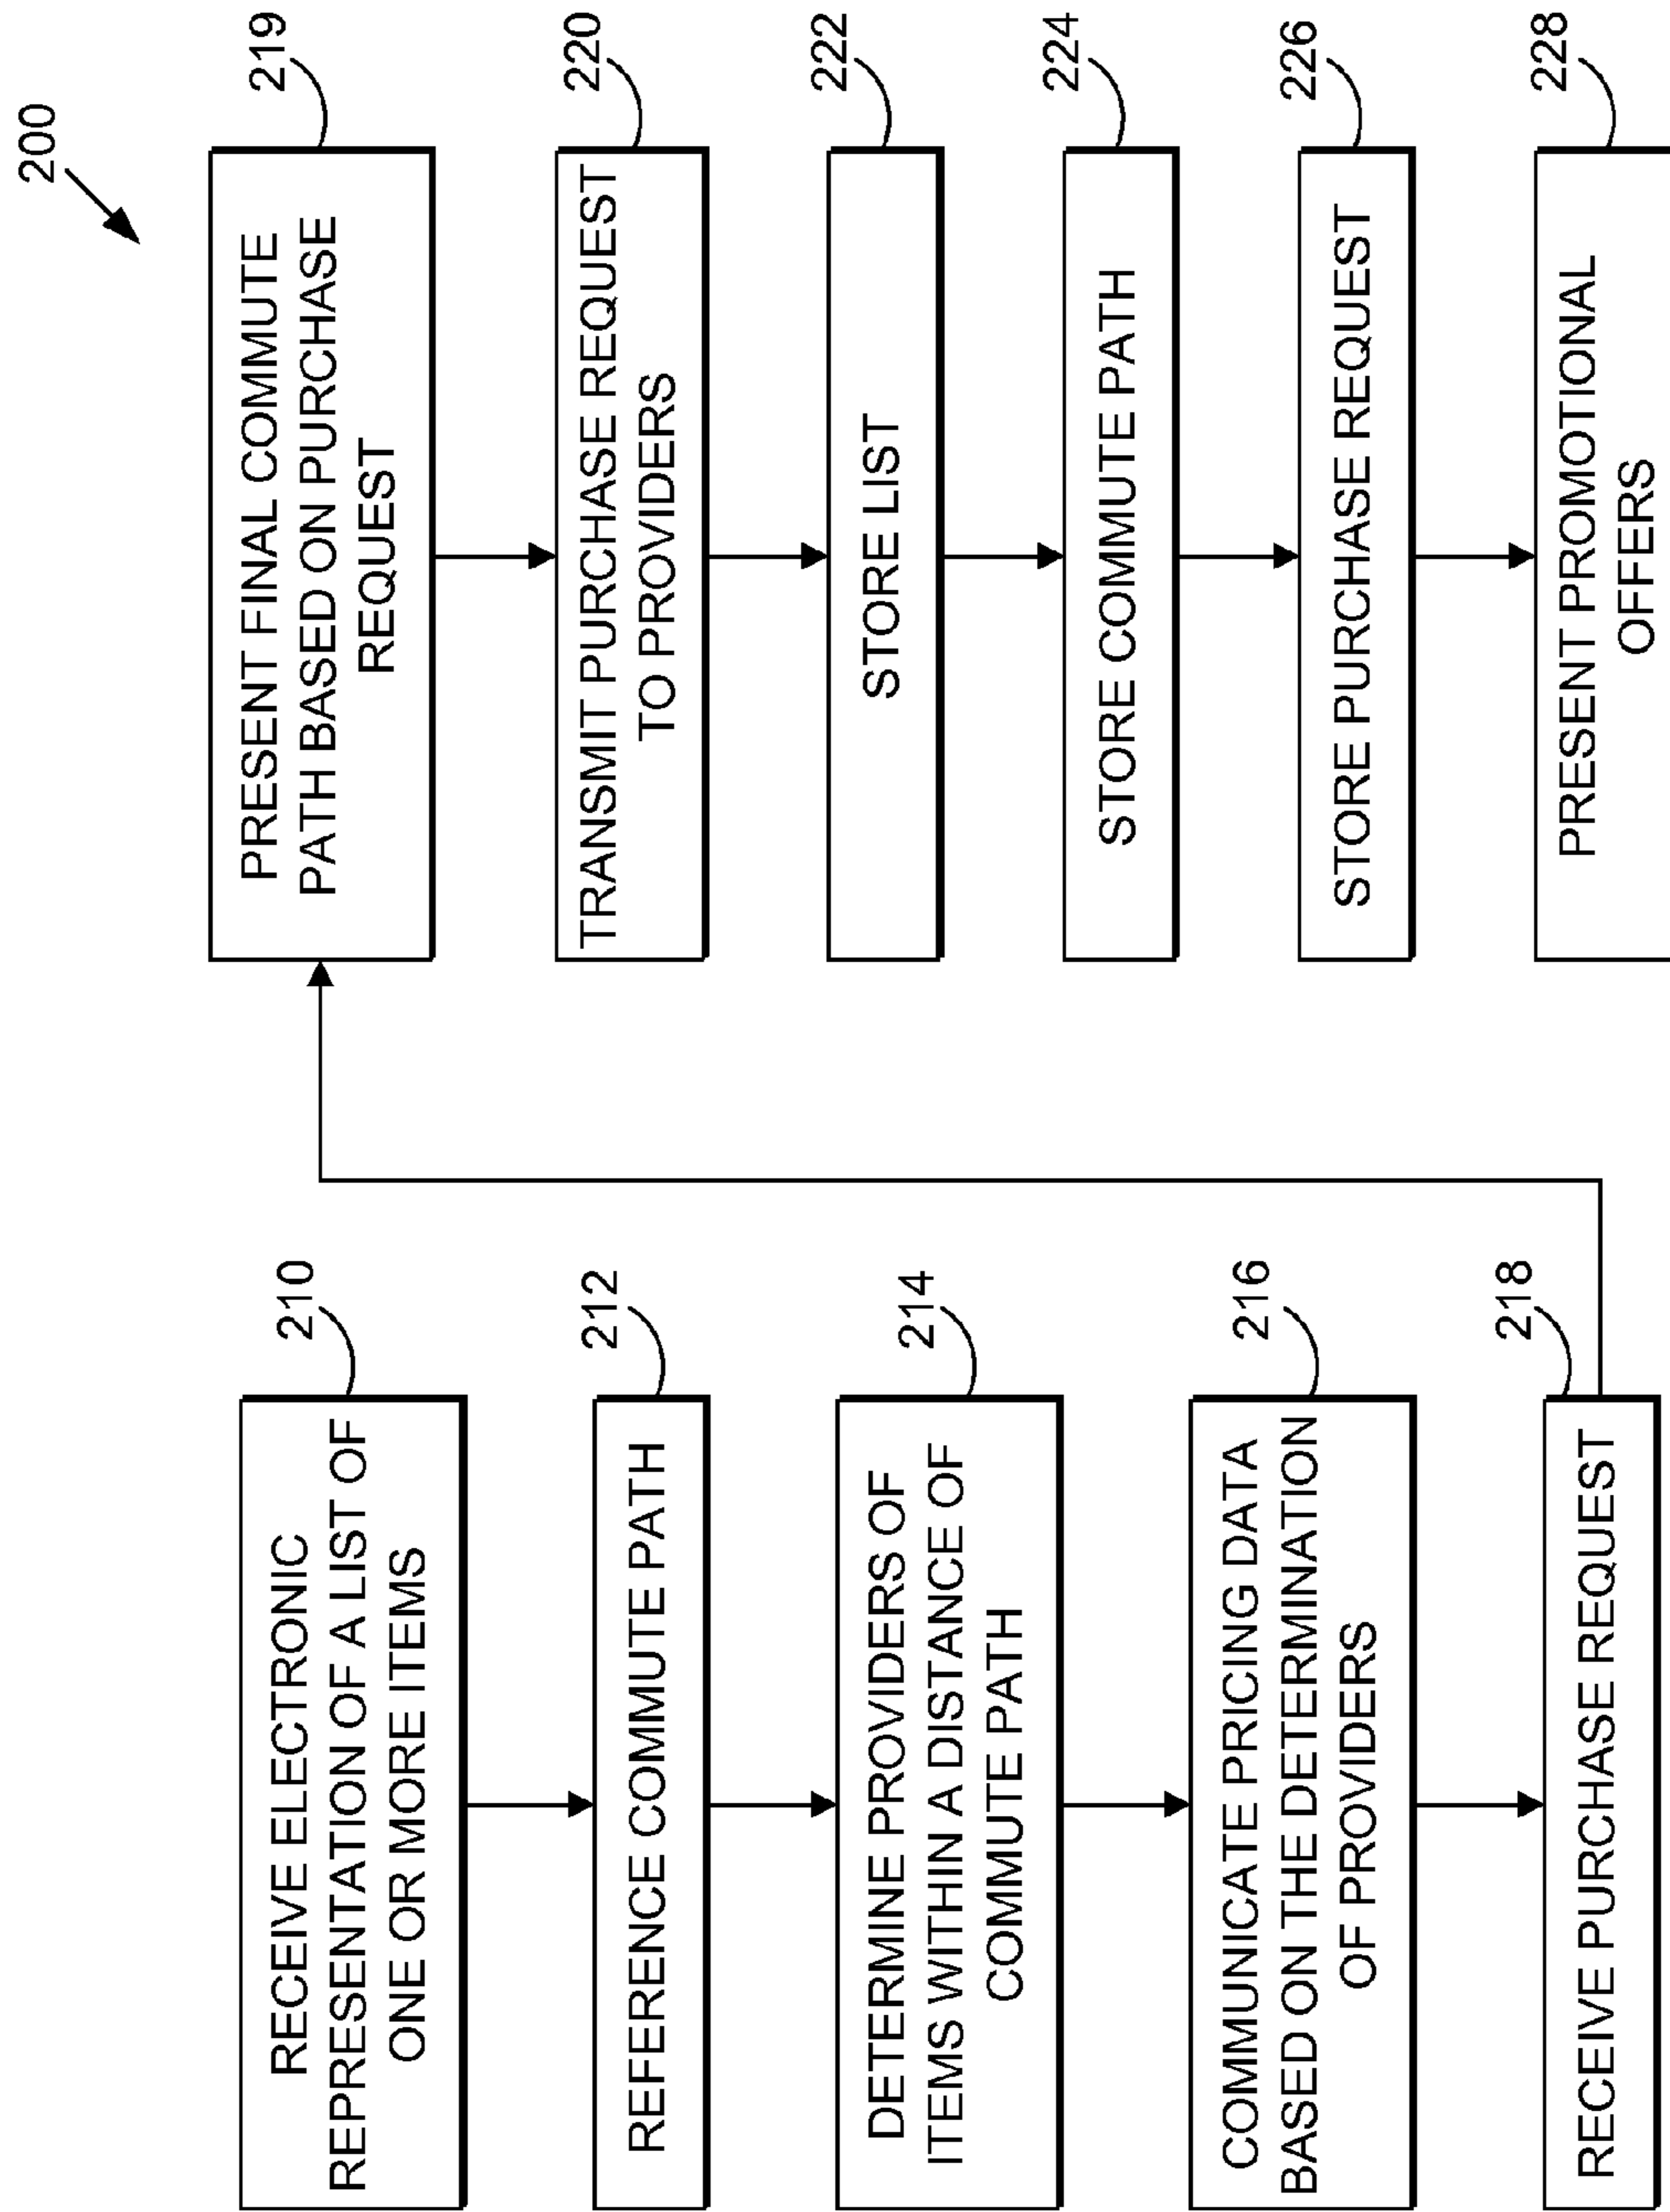 200
RECEIVE ELECTRONIC
REPRESENTATION OF A LIST OF
ONE OR MORE ITEMS
210
REFERENCE COMMUTE PATH
212
DETERMINE PROVIDERS OF
ITEMS WITHIN A DISTANCE OF
COMMUTE PATH
214
COMMUNICATE PRICING DATA
BASED ON THE DETERMINATION
OF PROVIDERS
216
RECEIVE PURCHASE REQUEST
218
PRESENT FINAL COMMUTE
PATH BASED ON PURCHASE
REQUEST
219
TRANSMIT PURCHASE REQUEST
TO PROVIDERS
220
STORE LIST
222
STORE COMMUTE PATH
224
STORE PURCHASE REQUEST
226
PRESENT PROMOTIONAL
OFFERS
228